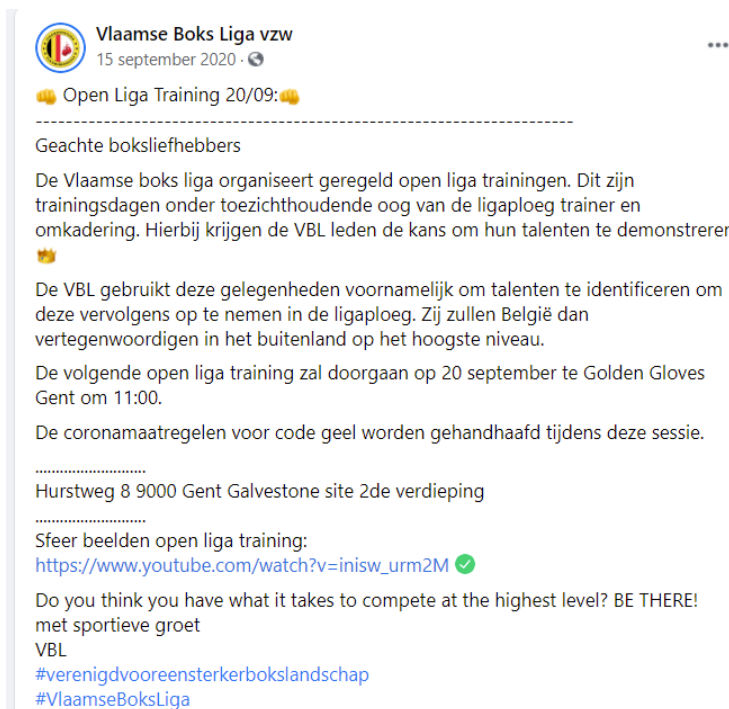 Vlaamse Boks Liga vzw
15 september 2020 ·
Open Liga Training 20/09:
------------------------------------------------------------------------
Geachte boksliefhebbers
De Vlaamse boks liga organiseert geregeld open liga trainingen. Dit zijn
trainingsdagen onder toezichthoudende oog van de ligaploeg trainer en
omkadering. Hierbij krijgen de VBL leden de kans om hun talenten te demonstrerer
De VBL gebruikt deze gelegenheden voornamelijk om talenten te identificeren om
deze vervolgens op te nemen in de ligaploeg. Zij zullen België dan
vertegenwoordigen in het buitenland op het hoogste niveau.
De volgende open liga training zal doorgaan op 20 september te Golden Gloves
Gent om 11:00.
De coronamaatregelen voor code geel worden gehandhaafd tijdens deze sessie.
...........................
Hurstweg 8 9000 Gent Galvestone site 2de verdieping
...........................
Sfeer beelden open liga training:
https://www.youtube.com/watch?v=inisw_urm2M
Do you think you have what it takes to compete at the highest level? BE THERE!
met sportieve groet
VBL
#verenigdvooreensterkerbokslandschap
#VlaamseBoksLiga